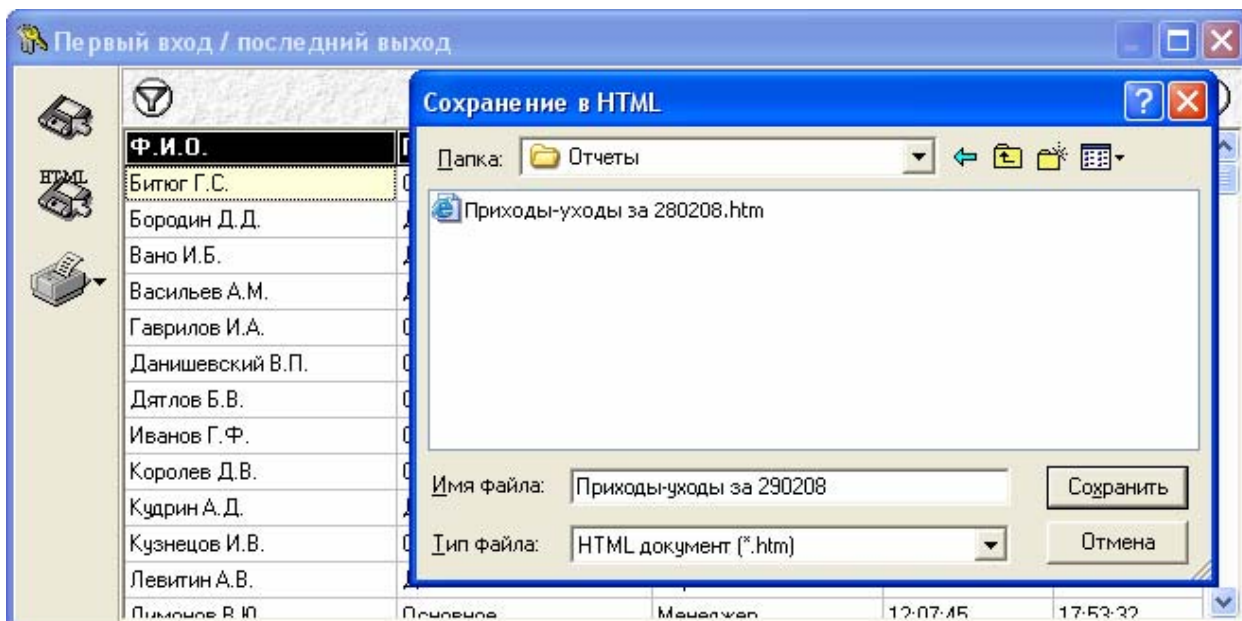 Первый вход / последний выход
HTML
Ф.И.О.
Битюг Г.С.
Бородин Д.Д.
Вано И.Б.
Васильев А.М.
Гаврилов И.А.
Данишевский В.П.
Дятлов Б.В.
Иванов Г.Ф.
Королев Д.В.
Кудрин А.Д.
Кузнецов И.В.
Левитин А.В.
Лимонов В.Ю. Основное Менеджер 12:07:45 17:53:32
Сохранение в HTML
Папка: Отчеты
Приходы-уходы за 280208.htm
Имя файла: Приходы-уходы за 290208 Сохранить
Тип файла: HTML документ (*.htm) Отмена